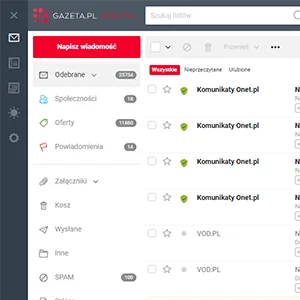 GAZETA.PL
Szukaj listów
Napisz wiadomość
Przenieś
Wszystkie Nieprzeczytane Ulubione
Odebrane 25754
Społeczności 18
Oferty 11860
Powiadomienia 14
Załączniki
Kosz
Wysłane
Inne
SPAM 100
Komunikaty Onet.pl
Komunikaty Onet.pl
Komunikaty Onet.pl
Komunikaty Onet.pl
VOD.PL
VOD.PL